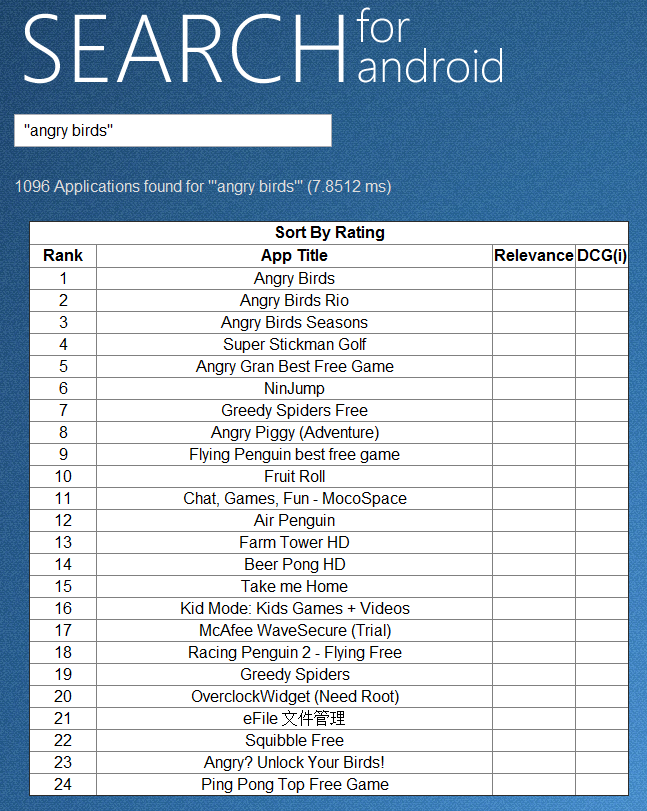 SEARCH for android
"angry birds"
1096 Applications found for "'angry birds'" (7.8512 ms)
Sort By Rating
Rank App Title Relevance DCG(i)
1 Angry Birds
2 Angry Birds Rio
3 Angry Birds Seasons
4 Super Stickman Golf
5 Angry Gran Best Free Game
6 NinJump
7 Greedy Spiders Free
8 Angry Piggy (Adventure)
9 Flying Penguin best free game
10 Fruit Roll
11 Chat, Games, Fun - MocoSpace
12 Air Penguin
13 Farm Tower HD
14 Beer Pong HD
15 Take me Home
16 Kid Mode: Kids Games + Videos
17 McAfee WaveSecure (Trial)
18 Racing Penguin 2 - Flying Free
19 Greedy Spiders
20 OverclockWidget (Need Root)
21 eFile 文件管理
22 Squibble Free
23 Angry? Unlock Your Birds!
24 Ping Pong Top Free Game